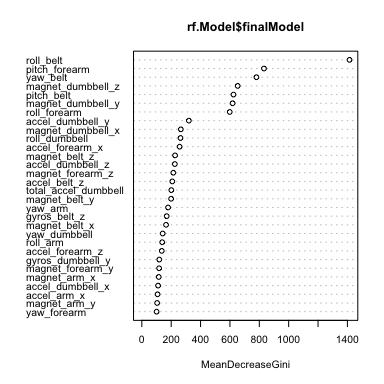 rf.Model$finalModel
roll_belt
pitch_forearm
yaw_belt
magnet_dumbbell_z
pitch_belt
magnet_dumbbell_y
roll_forearm
accel_dumbbell_y
magnet_dumbbell_x
roll_dumbbell
accel_forearm_x
magnet_belt_z
accel_dumbbell_z
magnet_forearm_z
accel_belt_z
total_accel_dumbbell
magnet_belt_y
yaw_arm
gyros_belt_z
magnet_belt_x
yaw_dumbbell
roll_arm
accel_forearm_z
gyros_dumbbell_y
magnet_forearm_y
magnet_arm_x
accel_dumbbell_x
accel_arm_x
magnet_arm_y
yaw_forearm
0 200 400 600 800 1000 1400
MeanDecreaseGini